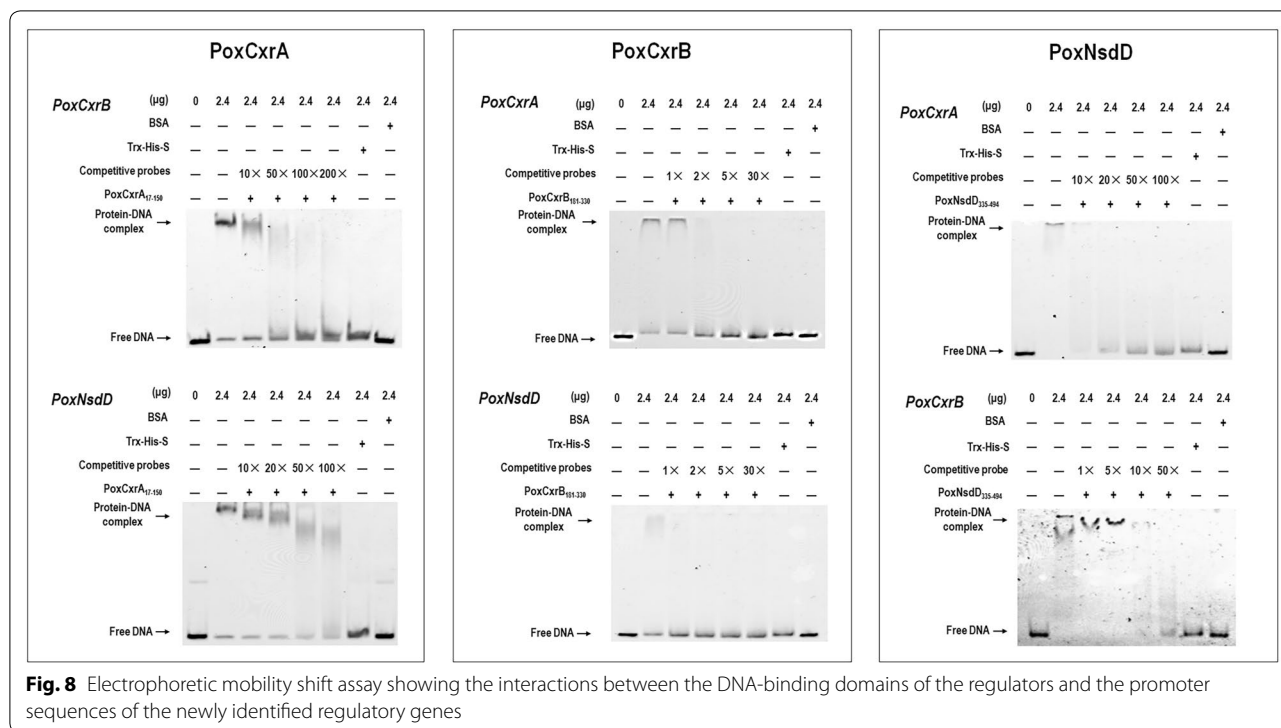 PoxCxrA
PoxCxrB (µg) 0 2.4 2.4 2.4 2.4 2.4 2.4 2.4
BSA — — — — — — — +
Trx-His-S — — — — — — + —
Competitive probes — — 10× 50× 100× 200× — —
PoxCxrA17-150 — — + + + + — —
Protein-DNA complex →
Free DNA →
PoxNsdD (µg) 0 2.4 2.4 2.4 2.4 2.4 2.4 2.4
BSA — — — — — — — +
Trx-His-S — — — — — — + —
Competitive probes — — 10× 20× 50× 100× — —
PoxCxrA17-150 — — + + + + — —
Protein-DNA complex →
Free DNA →
PoxCxrB
PoxCxrA (µg) 0 2.4 2.4 2.4 2.4 2.4 2.4 2.4
BSA — — — — — — — +
Trx-His-S — — — — — — + —
Competitive probes — — 1× 2× 5× 30× — —
PoxCxrB181-330 — — + + + + — —
Protein-DNA complex →
Free DNA →
PoxNsdD (µg) 0 2.4 2.4 2.4 2.4 2.4 2.4 2.4
BSA — — — — — — — +
Trx-His-S — — — — — — + —
Competitive probes — — 1× 2× 5× 30× — —
PoxCxrB181-330 — — + + + + — —
Protein-DNA complex →
Free DNA →
PoxNsdD
PoxCxrA (µg) 0 2.4 2.4 2.4 2.4 2.4 2.4 2.4
BSA — — — — — — — +
Trx-His-S — — — — — — + —
Competitive probes — — 10× 20× 50× 100× — —
PoxNsdD335-494 — — + + + + — —
Protein-DNA complex →
Free DNA →
PoxCxrB (µg) 0 2.4 2.4 2.4 2.4 2.4 2.4 2.4
BSA — — — — — — — +
Trx-His-S — — — — — — + —
Competitive probe — — 1× 5× 10× 50× — —
PoxNsdD335-494 — — + + + + — —
Protein-DNA complex →
Free DNA →
Fig. 8 Electrophoretic mobility shift assay showing the interactions between the DNA-binding domains of the regulators and the promoter
sequences of the newly identified regulatory genes